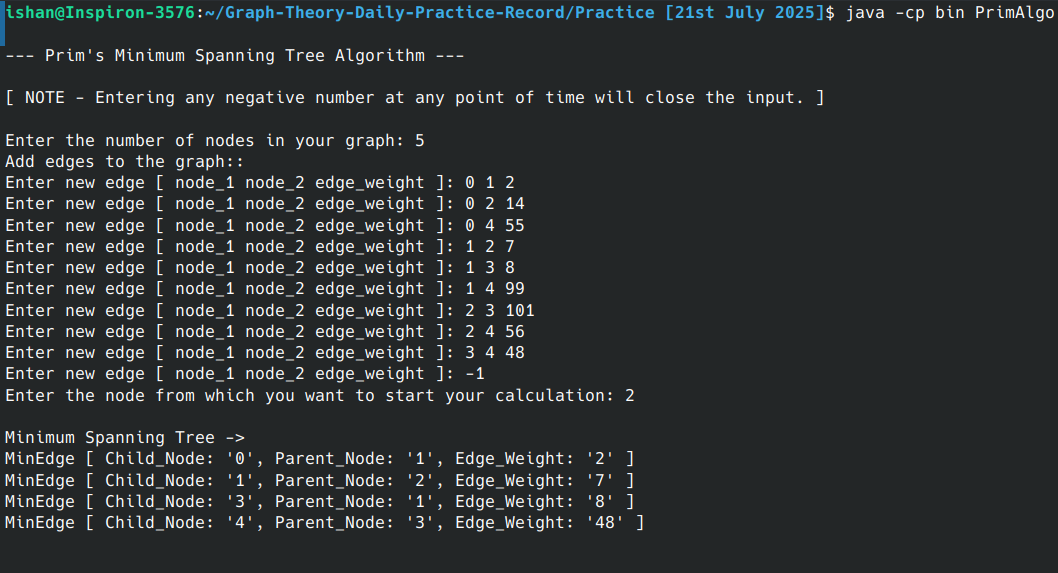 ishan@Inspiron-3576:~/Graph-Theory-Daily-Practice-Record/Practice [21st July 2025]$ java -cp bin PrimAlgo
--- Prim's Minimum Spanning Tree Algorithm ---
[ NOTE - Entering any negative number at any point of time will close the input. ]
Enter the number of nodes in your graph: 5
Add edges to the graph::
Enter new edge [ node_1 node_2 edge_weight ]: 0 1 2
Enter new edge [ node_1 node_2 edge_weight ]: 0 2 14
Enter new edge [ node_1 node_2 edge_weight ]: 0 4 55
Enter new edge [ node_1 node_2 edge_weight ]: 1 2 7
Enter new edge [ node_1 node_2 edge_weight ]: 1 3 8
Enter new edge [ node_1 node_2 edge_weight ]: 1 4 99
Enter new edge [ node_1 node_2 edge_weight ]: 2 3 101
Enter new edge [ node_1 node_2 edge_weight ]: 2 4 56
Enter new edge [ node_1 node_2 edge_weight ]: 3 4 48
Enter new edge [ node_1 node_2 edge_weight ]: -1
Enter the node from which you want to start your calculation: 2
Minimum Spanning Tree ->
MinEdge [ Child_Node: '0', Parent_Node: '1', Edge_Weight: '2' ]
MinEdge [ Child_Node: '1', Parent_Node: '2', Edge_Weight: '7' ]
MinEdge [ Child_Node: '3', Parent_Node: '1', Edge_Weight: '8' ]
MinEdge [ Child_Node: '4', Parent_Node: '3', Edge_Weight: '48' ]